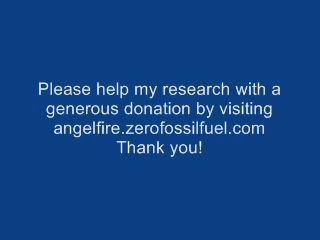 Please help my research with a
generous donation by visiting
angelfire.zerofossilfuel.com
Thank you!